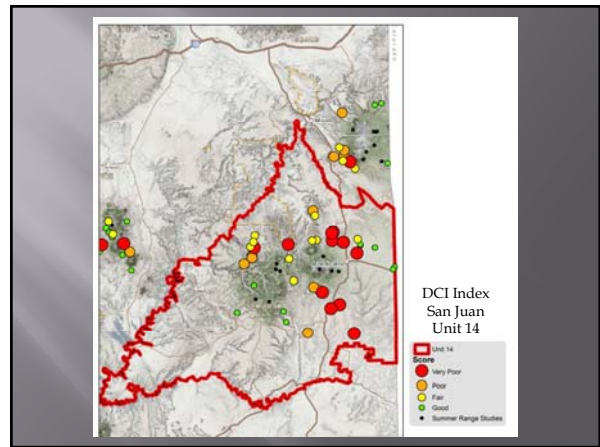 DCI Index
San Juan
Unit 14
Unit 14
Score
Very Poor
Poor
Fair
Good
Summer Range Studies